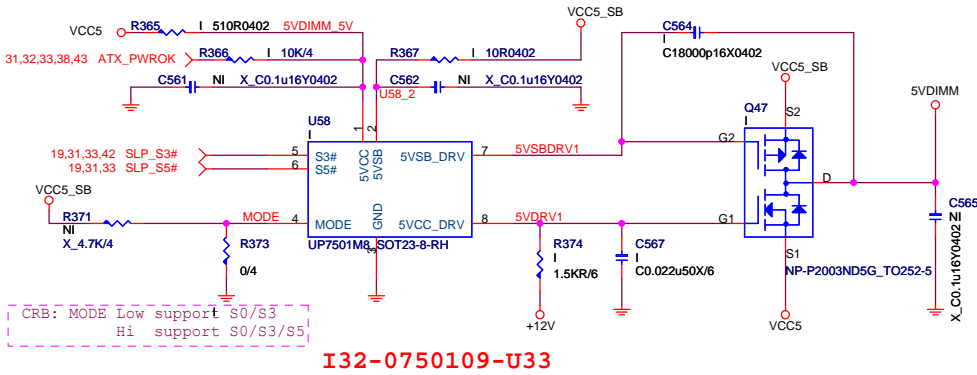 VCC5
R365
I
510R0402
5VDIMM_5V
VCC5_SB
C564
I
C18000p16X0402
31,32,33,38,43 ATX_PWROK
R366
I
10K/4
R367
I
10R0402
C561
NI
X_C0.1u16Y0402
C562
NI
X_C0.1u16Y0402
U58_2
VCC5_SB
5VDIMM
Q47
I
S2
U58
I
1
2
5VCC
5VSB
19,31,33,42 SLP_S3#
5
S3#
5VSB_DRV
7
5VSBDRV1
G2
19,31,33 SLP_S5#
6
S5#
D
VCC5_SB
R371
NI
X_4.7K/4
MODE
4
MODE
GND
3
5VCC_DRV
8
5VDRV1
G1
UP7501M8_SOT23-8-RH
R373
I
0/4
R374
I
1.5KR/6
C567
I
C0.022u50X/6
S1
NP-P2003ND5G_TO252-5
C565
NI
X_C0.1u16Y0402
+12V
VCC5
CRB: MODE Low support S0/S3
Hi support S0/S3/S5
I32-0750109-U33